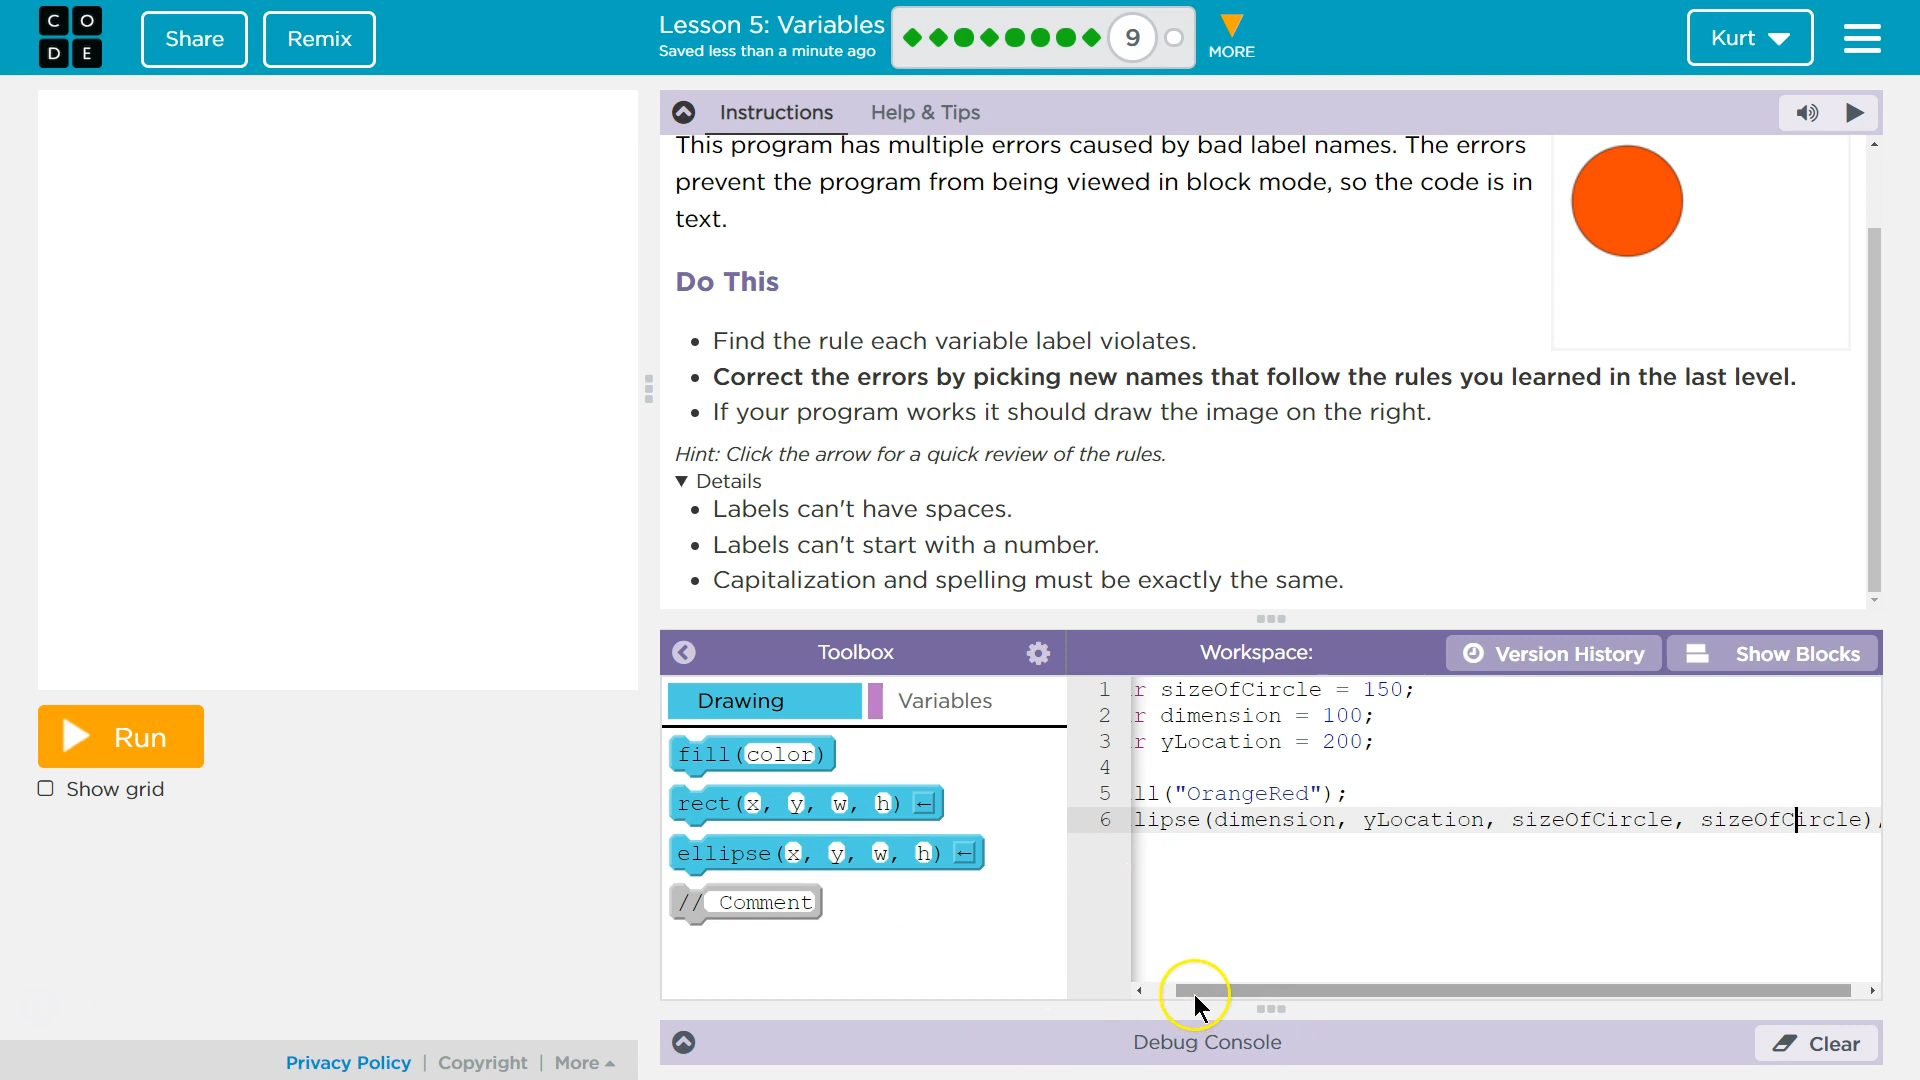 C O
D E
Share
Remix
Lesson 5: Variables
Saved less than a minute ago
9
MORE
Kurt
Instructions
Help & Tips
This program has multiple errors caused by bad label names. The errors
prevent the program from being viewed in block mode, so the code is in
text.
Do This
• Find the rule each variable label violates.
• Correct the errors by picking new names that follow the rules you learned in the last level.
• If your program works it should draw the image on the right.
Hint: Click the arrow for a quick review of the rules.
▼ Details
• Labels can't have spaces.
• Labels can't start with a number.
• Capitalization and spelling must be exactly the same.
Toolbox
Workspace:
Version History
Show Blocks
Drawing
Variables
fill(color)
rect(x, y, w, h) ←
ellipse(x, y, w, h) ←
// Comment
1 r sizeOfCircle = 150;
2 r dimension = 100;
3 r yLocation = 200;
4
5 ll("OrangeRed");
6 lipse(dimension, yLocation, sizeOfCircle, sizeOfCircle);
Run
Show grid
Debug Console
Clear
Privacy Policy | Copyright | More